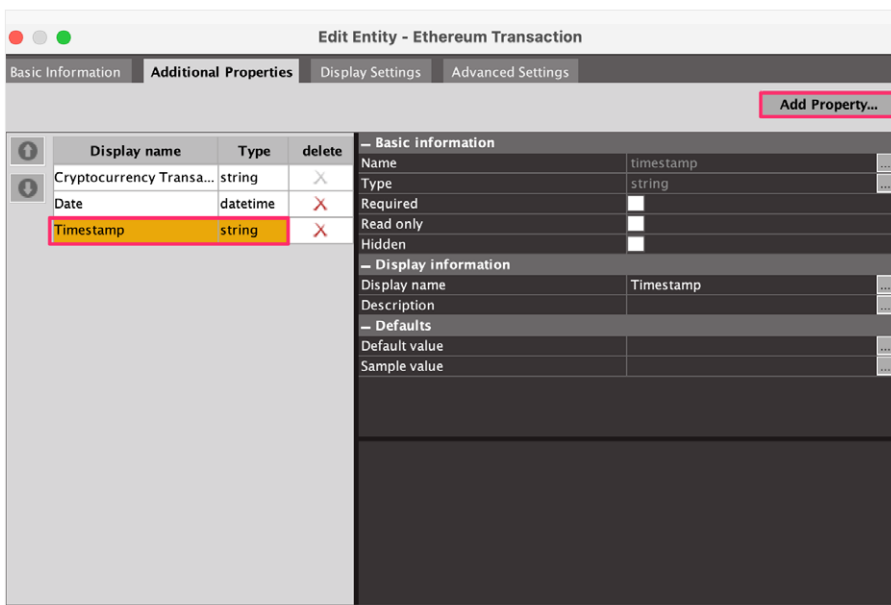 Edit Entity - Ethereum Transaction
Basic Information Additional Properties Display Settings Advanced Settings
Add Property...
Display name Type delete
Cryptocurrency Transa... string X
Date datetime X
Timestamp string X
– Basic information
Name timestamp ...
Type string ...
Required
Read only
Hidden
– Display information
Display name Timestamp ...
Description ...
– Defaults
Default value ...
Sample value ...